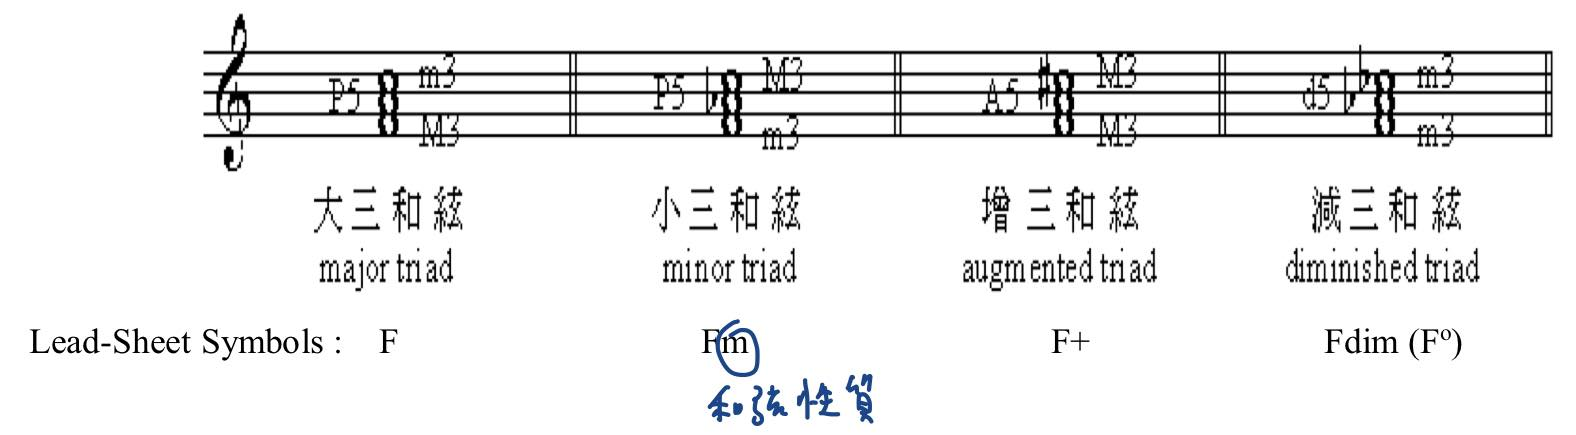 P5 m3 M3 P5 M3 m3 A5 M3 M3 d5 m3 m3
大三和絃 小三和絃 增三和絃 減三和絃
major triad minor triad augmented triad diminished triad
Lead-Sheet Symbols : F Fm F+ Fdim (Fº)
和弦性質